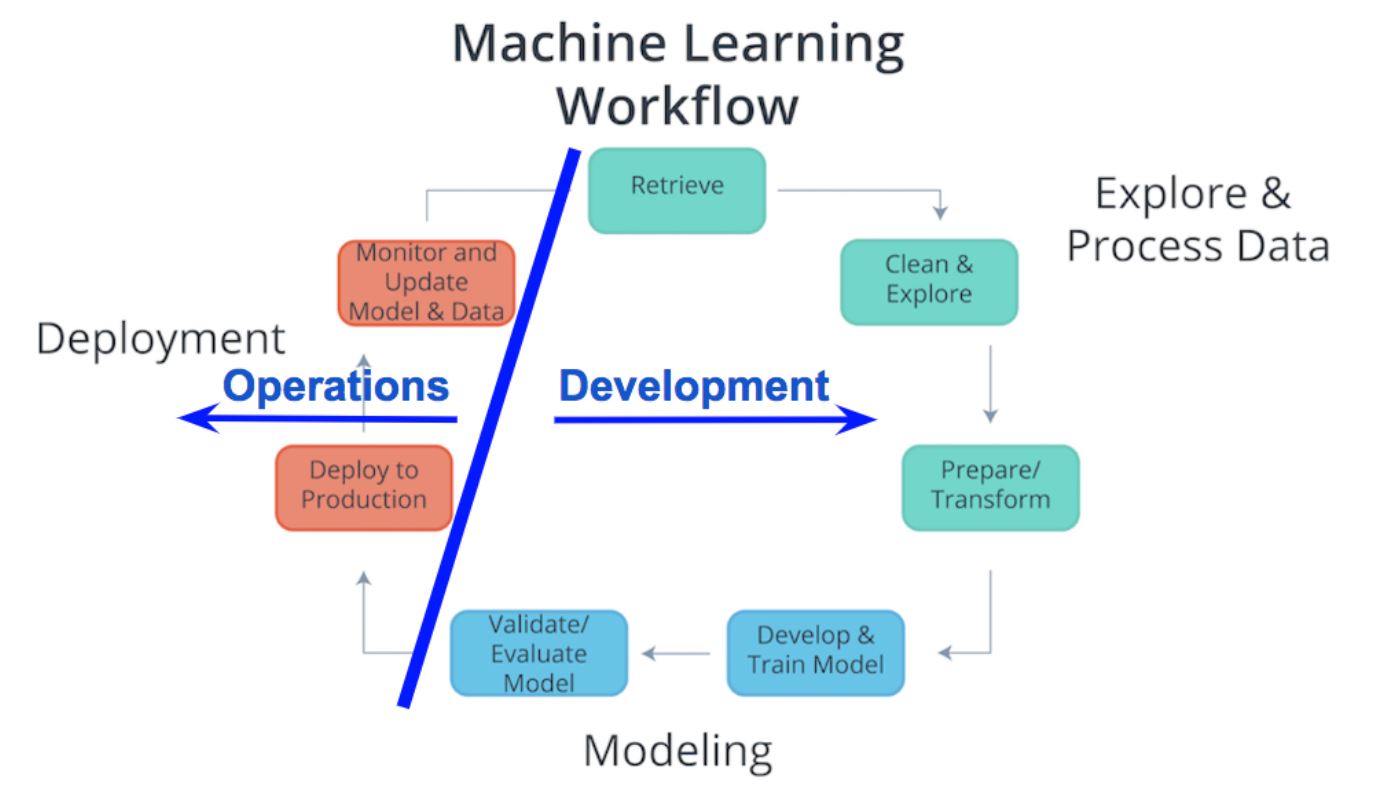 Machine Learning
Workflow
Retrieve
Explore &
Process Data
Clean &
Explore
Monitor and
Update
Model & Data
Deployment
Operations
Development
Deploy to
Production
Prepare/
Transform
Validate/
Evaluate
Model
Develop &
Train Model
Modeling